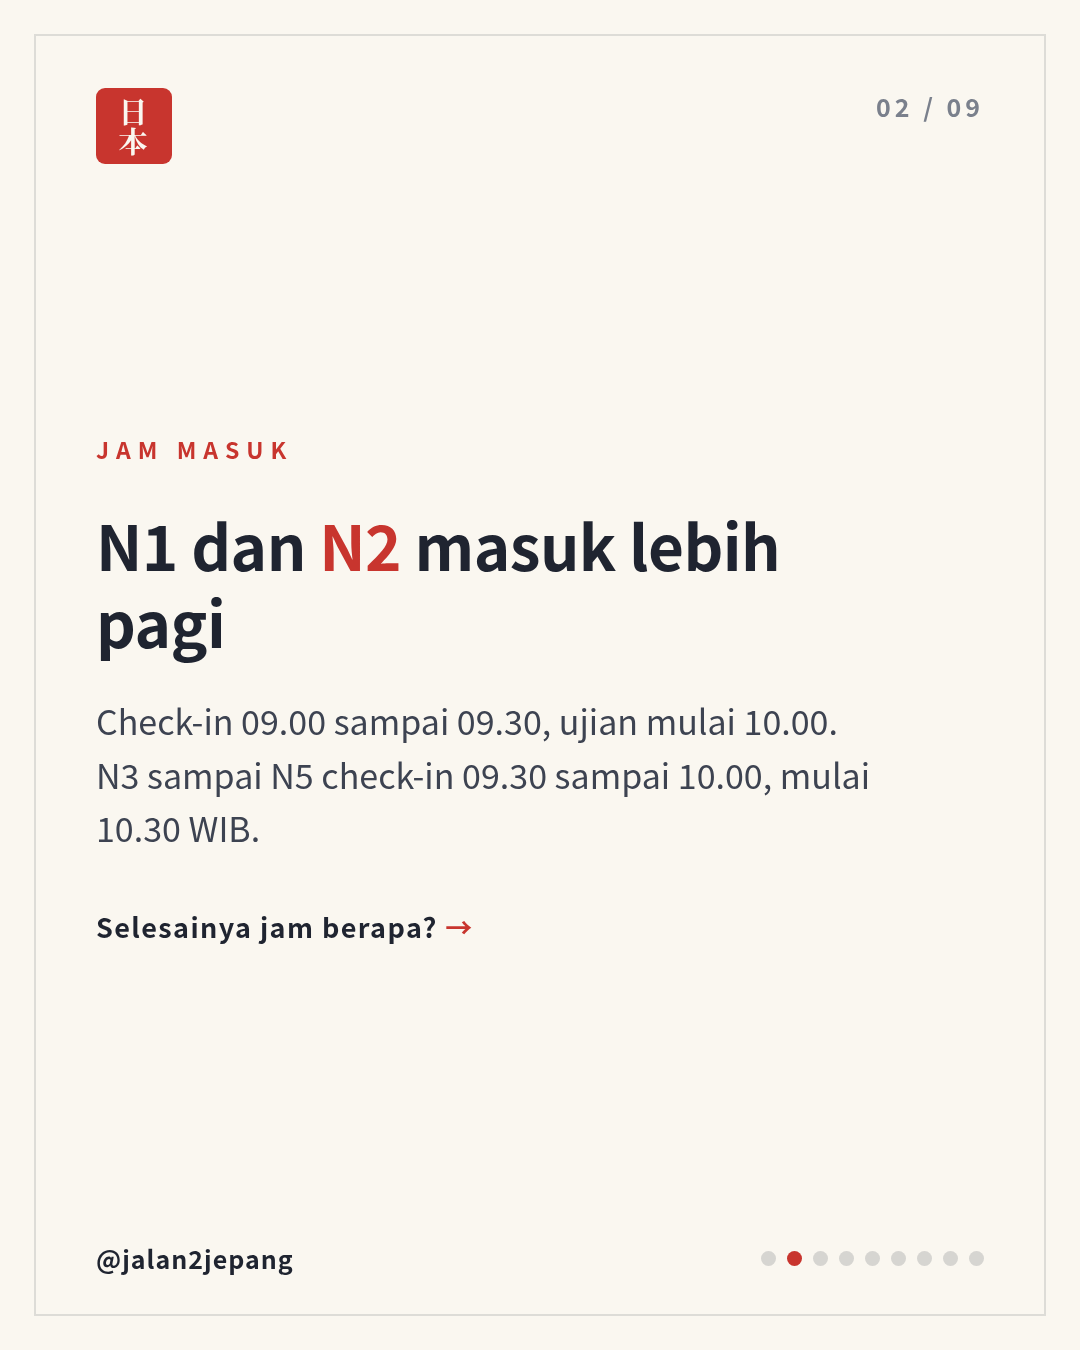 日本
02 / 09
JAM MASUK
N1 dan N2 masuk lebih
pagi
Check-in 09.00 sampai 09.30, ujian mulai 10.00.
N3 sampai N5 check-in 09.30 sampai 10.00, mulai
10.30 WIB.
Selesainya jam berapa? →
@jalan2jepang